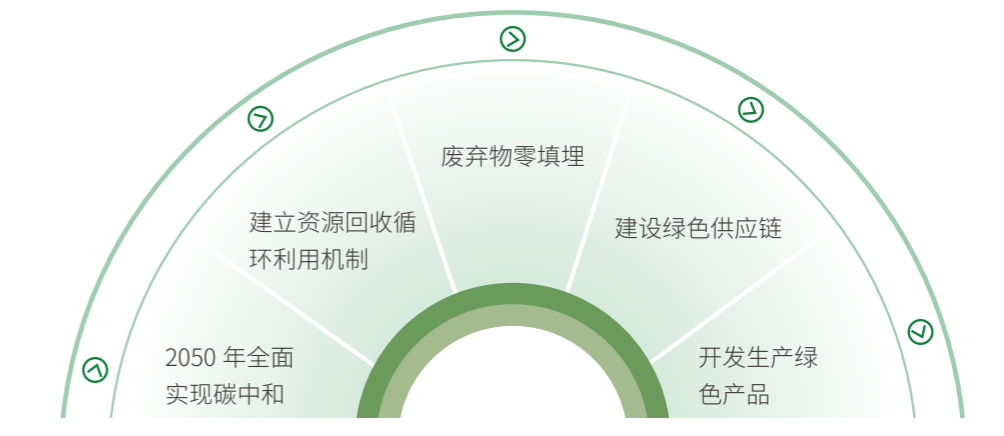 2050 年全面
实现碳中和
建立资源回收循
环利用机制
废弃物零填埋
建设绿色供应链
开发生产绿
色产品